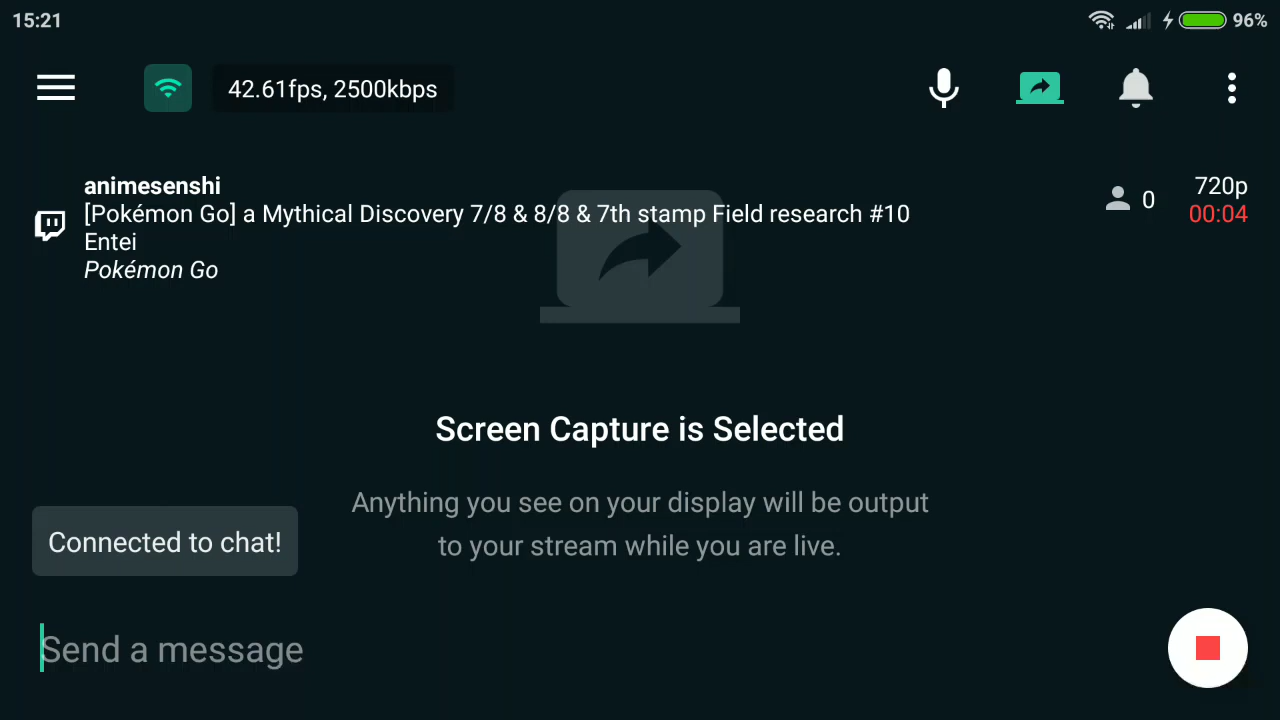 15:21
96%
42.61fps, 2500kbps
animesenshi
[Pokémon Go] a Mythical Discovery 7/8 & 8/8 & 7th stamp Field research #10
Entei
Pokémon Go
0
720p
00:04
Screen Capture is Selected
Anything you see on your display will be output
to your stream while you are live.
Connected to chat!
Send a message